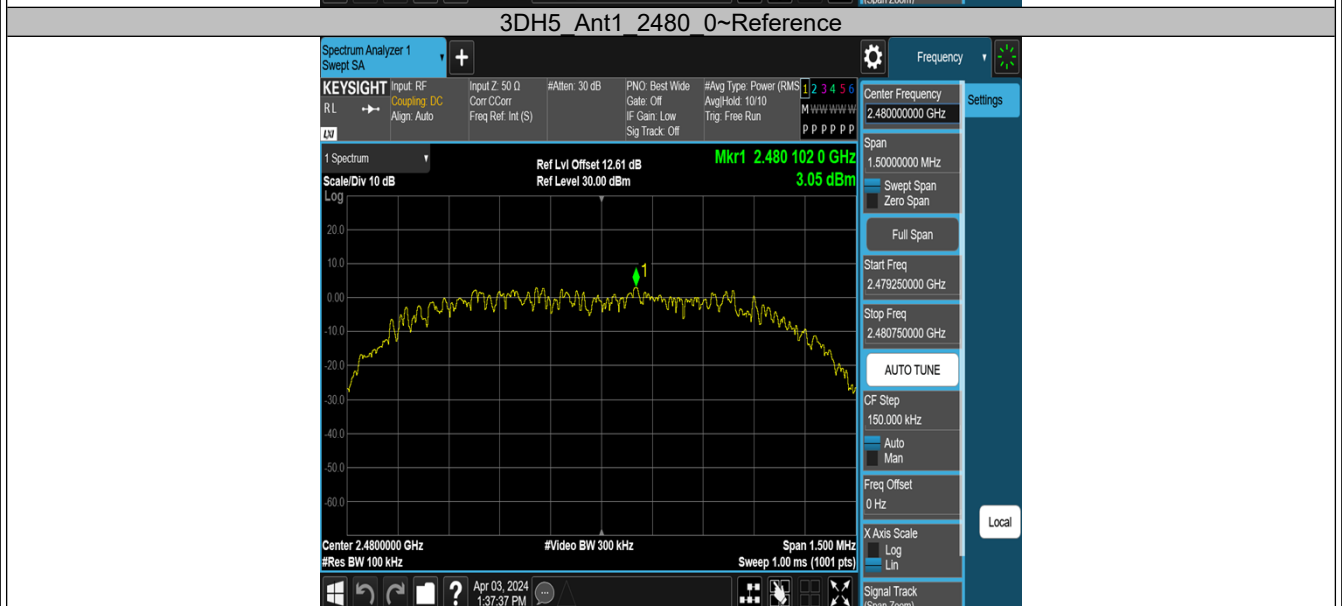 (Span Zoom)
3DH5_Ant1_2480_0~Reference
Spectrum Analyzer 1
Swept SA
+
Frequency
KEYSIGHT
RL
LXI
Input: RF
Coupling: DC
Align: Auto
Input Z: 50 Ω
Corr CCorr
Freq Ref: Int (S)
#Atten: 30 dB
PNO: Best Wide
Gate: Off
IF Gain: Low
Sig Track: Off
#Avg Type: Power (RMS
Avg|Hold: 10/10
Trig: Free Run
1 2 3 4 5 6
M W W W W W
P P P P P P
1 Spectrum
Scale/Div 10 dB
Log
Ref Lvl Offset 12.61 dB
Ref Level 30.00 dBm
Mkr1 2.480 102 0 GHz
3.05 dBm
20.0
10.0
0.00
-10.0
-20.0
-30.0
-40.0
-50.0
-60.0
1
Center 2.4800000 GHz
#Res BW 100 kHz
#Video BW 300 kHz
Span 1.500 MHz
Sweep 1.00 ms (1001 pts)
Center Frequency
2.480000000 GHz
Settings
Span
1.50000000 MHz
Swept Span
Zero Span
Full Span
Start Freq
2.479250000 GHz
Stop Freq
2.480750000 GHz
AUTO TUNE
CF Step
150.000 kHz
Auto
Man
Freq Offset
0 Hz
Local
X Axis Scale
Log
Lin
Signal Track
(Span Zoom)
?
Apr 03, 2024
1:37:37 PM